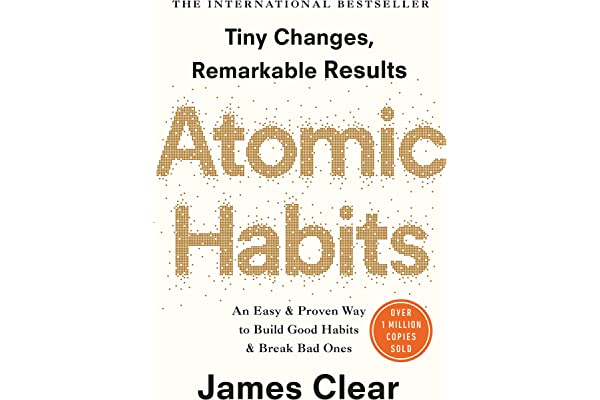 THE INTERNATIONAL BESTSELLER
Tiny Changes,
Remarkable Results
Atomic
Habits
An Easy & Proven Way
to Build Good Habits
& Break Bad Ones
OVER
1 MILLION
COPIES
SOLD
James Clear